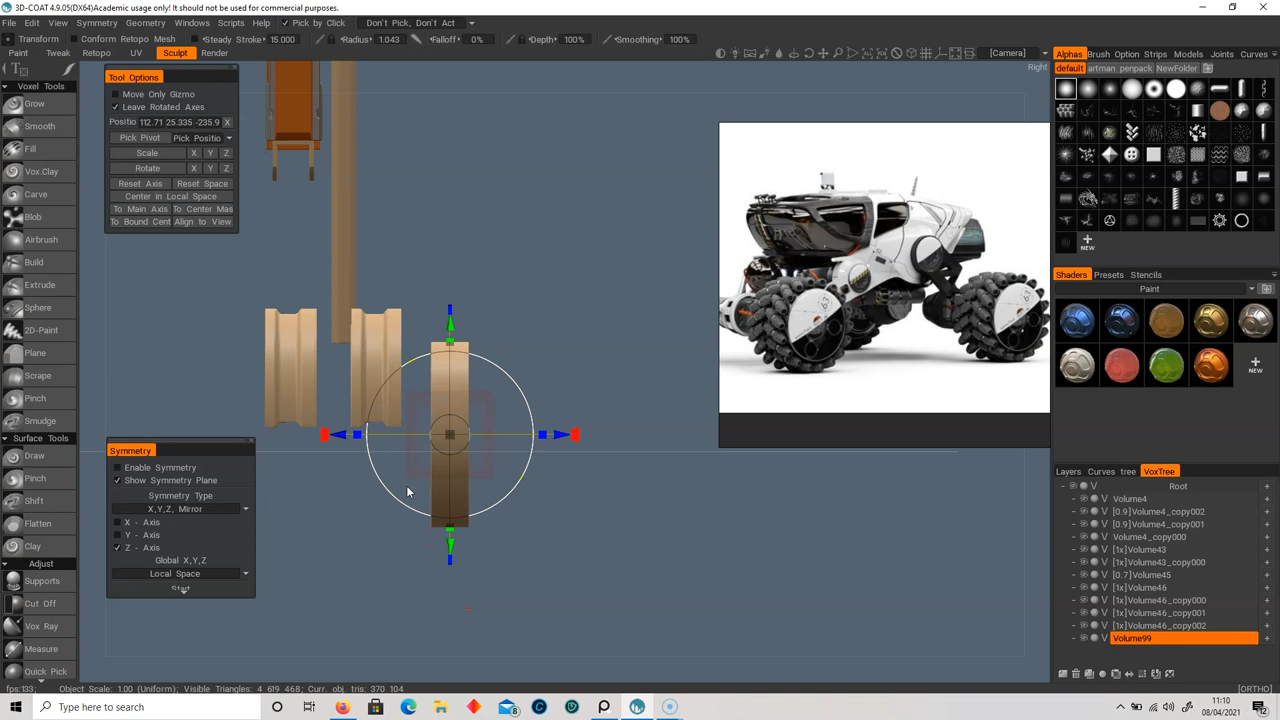 3D-COAT 4.9.05(DX64)Academic usage only! It should not be used for commercial purposes.
File Edit View Symmetry Geometry Windows Scripts Help Pick by Click Don't Pick, Don't Act
Transform Conform Retopo Mesh Steady Stroke 15.000 Radius 1.043 Falloff 0% Depth 100% Smoothing 100%
Paint Tweak Retopo UV Sculpt Render [Camera]
Alphas Brush Option Strips Models Joints Curves
default artman penpack NewFolder
Right
Voxel Tools
Grow
Smooth
Fill
Vox.Clay
Carve
Blob
Airbrush
Build
Extrude
Sphere
2D-Paint
Plane
Scrape
Pinch
Smudge
Surface Tools
Draw
Pinch
Shift
Flatten
Clay
Adjust
Supports
Cut Off
Vox Ray
Measure
Quick Pick
Tool Options
Move Only Gizmo
Leave Rotated Axes
Positio 112.71 25.335 -235.9 X
Pick Pivot Pick Positio
Scale X Y Z
Rotate X Y Z
Reset Axis Reset Space
Center in Local Space
To Main Axis To Center Mas
To Bound Cent Align to View
Symmetry
Enable Symmetry
Show Symmetry Plane
Symmetry Type
X,Y,Z, Mirror
X - Axis
Y - Axis
Z - Axis
Global X,Y,Z
Local Space
Start
NEW
Shaders Presets Stencils
Paint
NEW
Layers Curves tree VoxTree
Root
V Volume4
V [0.9]Volume4_copy002
V [0.9]Volume4_copy001
V Volume4_copy000
V [1x]Volume43
V [1x]Volume43_000
V [0.7]Volume45
V [1x]Volume46
V [1x]Volume46_copy000
V [1x]Volume46_copy001
V [1x]Volume46_copy002
V Volume99
fps:133; Object Scale: 1.00 (Uniform); Visible Triangles: 4 619 468; Curr. obj. tris: 370 104 [ORTHO]
Type here to search
8
11:10
08/04/2021
12